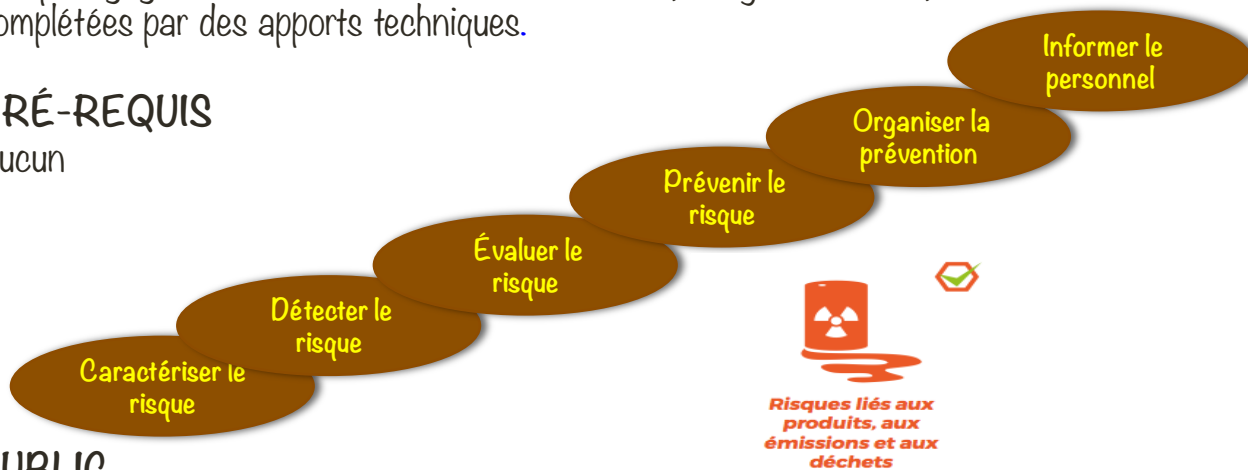 omplétées par des apports techniques.
RÉ-REQUIS
ucun
Informer le
personnel
Organiser la
prévention
Prévenir le
risque
Évaluer le
risque
Détecter le
risque
Caractériser le
risque
Risques liés aux
produits, aux
émissions et aux
déchets